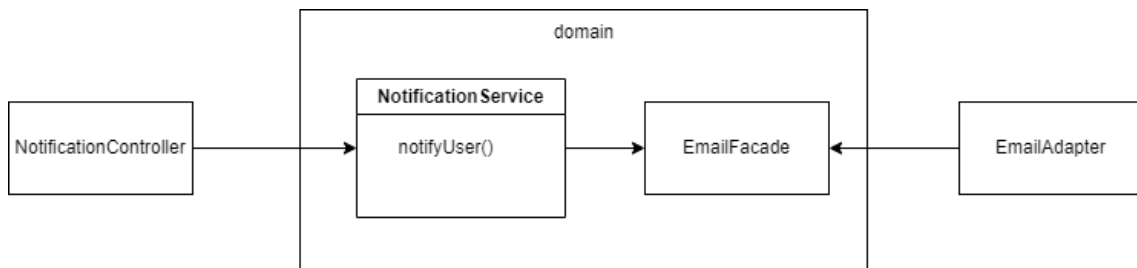 domain
NotificationController
NotificationService
notifyUser()
EmailFacade
EmailAdapter